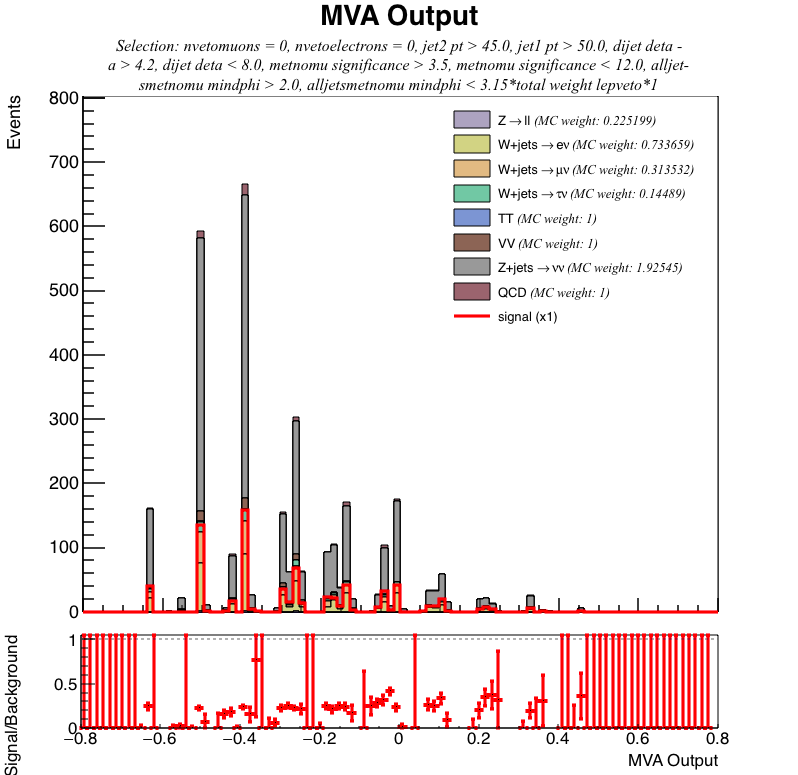 MVA Output
Selection: nvetomuons = 0, nvetoelectrons = 0, jet2 pt > 45.0, jet1 pt > 50.0, dijet deta -
a > 4.2, dijet deta < 8.0, metnomu significance > 3.5, metnomu significance < 12.0, alljet-
smetnomu mindphi > 2.0, alljetsmetnomu mindphi < 3.15*total weight lepveto*1
Events
800
700
600
500
400
300
200
100
0
Z→ll (MC weight: 0.225199)
W+jets→eν (MC weight: 0.733659)
W+jets→μν (MC weight: 0.313532)
W+jets→τν (MC weight: 0.14489)
TT (MC weight: 1)
VV (MC weight: 1)
Z+jets→νν (MC weight: 1.92545)
QCD (MC weight: 1)
signal (x1)
Signal/Background
1
0.5
0
−0.8 −0.6 −0.4 −0.2 0 0.2 0.4 0.6 0.8
MVA Output